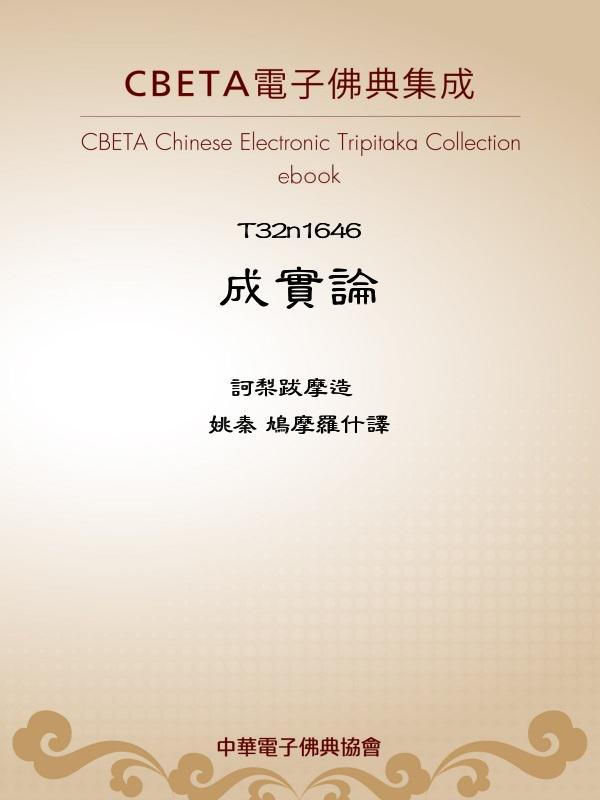 CBETA電子佛典集成
CBETA Chinese Electronic Tripitaka Collection
ebook
T32n1646
成實論
訶梨跋摩造
姚秦 鳩摩羅什譯
中華電子佛典協會